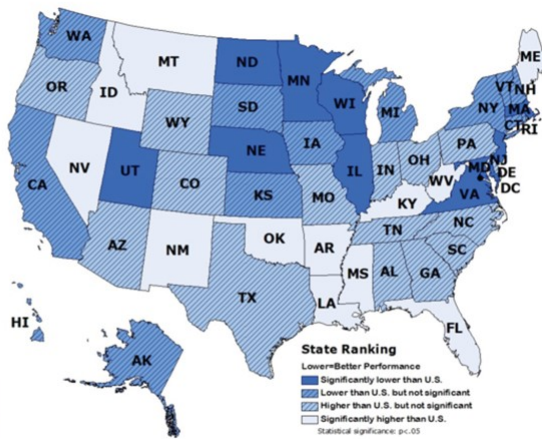 WA
MT
ND
MN
ME
OR
ID
SD
WI
MI
VT
NH
NY
MA
CT
RI
WY
IA
PA
NJ
NV
UT
NE
IL
IN
OH
MD
DE
DC
CA
CO
KS
MO
WV
VA
KY
AZ
NM
OK
AR
TN
NC
SC
TX
MS
AL
GA
LA
HI
FL
AK
State Ranking
Lower=Better Performance
Significantly lower than U.S.
Lower than U.S. but not significant
Higher than U.S. but not significant
Significantly higher than U.S.
Statistical significance: p<.05